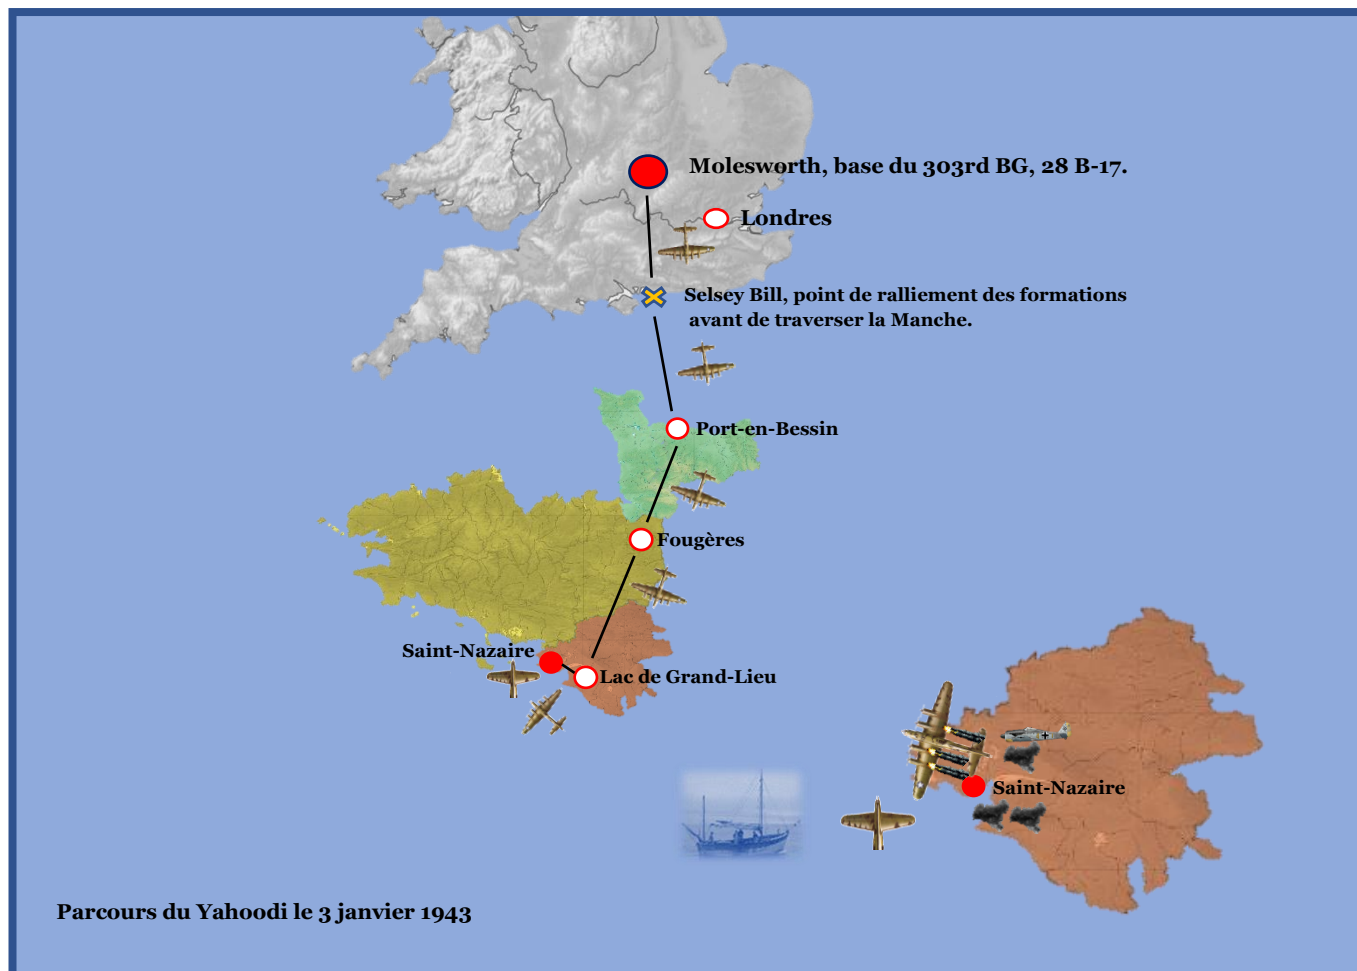 Molesworth, base du 303rd BG, 28 B-17.
Londres
Selsey Bill, point de ralliement des formations
avant de traverser la Manche.
Port-en-Bessin
Fougères
Saint-Nazaire
Lac de Grand-Lieu
Saint-Nazaire
Parcours du Yahoodi le 3 janvier 1943